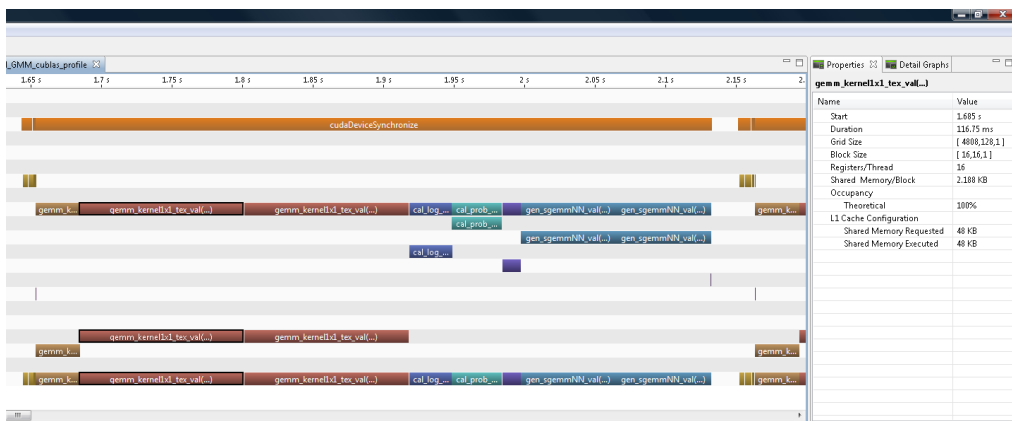 l_GMM_cublas_profile
1.65 s 1.7 s 1.75 s 1.8 s 1.85 s 1.9 s 1.95 s 2 s 2.05 s 2.1 s 2.15 s 2.
cudaDeviceSynchronize
gemm_k... gemm_kernel1x1_tex_val(...) gemm_kernel1x1_tex_val(...) cal_log_... cal_prob_... gen_sgemmNN_val(...) gen_sgemmNN_val(...) gemm_k...
cal_prob_...
gen_sgemmNN_val(...) gen_sgemmNN_val(...)
cal_log_...
gemm_kernel1x1_tex_val(...) gemm_kernel1x1_tex_val(...)
gemm_k... gemm_k...
gemm_k... gemm_kernel1x1_tex_val(...) gemm_kernel1x1_tex_val(...) cal_log_... cal_prob_... gen_sgemmNN_val(...) gen_sgemmNN_val(...) gemm_k...
Properties Detail Graphs
gemm_kernel1x1_tex_val(...)
Name Value
Start 1.685 s
Duration 116.75 ms
Grid Size [ 4808,128,1 ]
Block Size [ 16,16,1 ]
Registers/Thread 16
Shared Memory/Block 2.188 KB
Occupancy
Theoretical 100%
L1 Cache Configuration
Shared Memory Requested 48 KB
Shared Memory Executed 48 KB